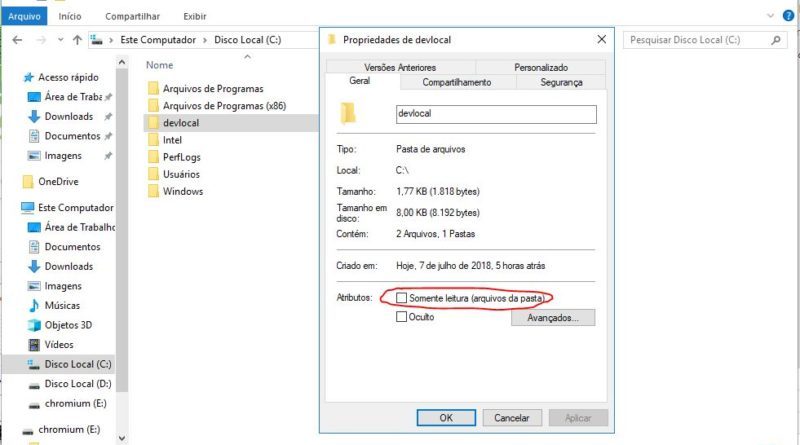 Arquivo
Início
Compartilhar
Exibir
Este Computador
Disco Local (C:)
Pesquisar Disco Local (C:)
Acesso rápido
Área de Traba
Downloads
Documentos
Imagens
OneDrive
Este Computador
Área de Trabalho
Documentos
Downloads
Imagens
Músicas
Objetos 3D
Vídeos
Disco Local (C:)
Disco Local (D:)
chromium (E:)
chromium (E:)
Nome
Arquivos de Programas
Arquivos de Programas (x86)
devlocal
Intel
PerfLogs
Usuários
Windows
Propriedades de devlocal
Versões Anteriores
Personalizado
Geral
Compartilhamento
Segurança
devlocal
Tipo: Pasta de arquivos
Local: C:\
Tamanho: 1,77 KB (1.818 bytes)
Tamanho em disco: 8,00 KB (8.192 bytes)
Contém: 2 Arquivos, 1 Pastas
Criado em: Hoje, 7 de julho de 2018, 5 horas atrás
Atributos: Somente leitura (arquivos da pasta)
Oculto
Avançados...
OK
Cancelar
Aplicar